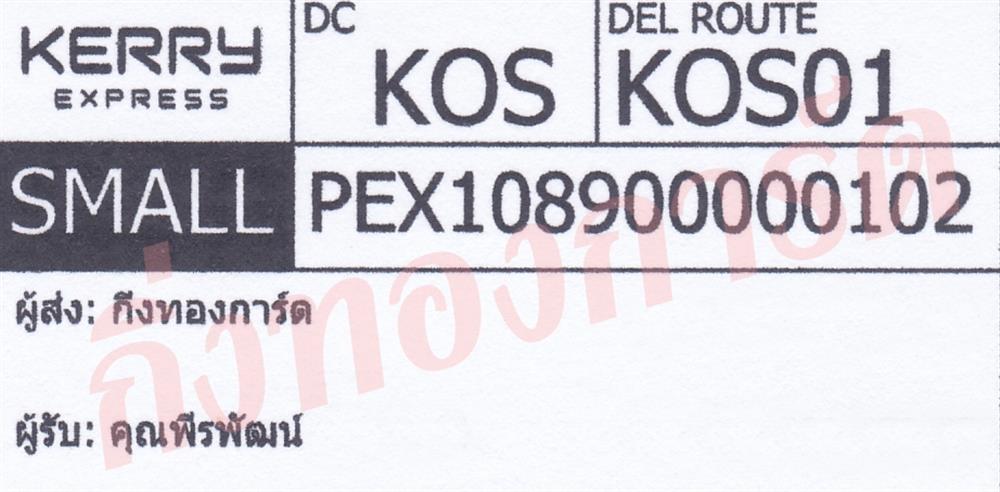 KERRY
EXPRESS
DC
KOS
DEL ROUTE
KOS01
SMALL
PEX108900000102
ผู้ส่ง: กิ่งทองการ์ด
ผู้รับ: คุณพีรพัฒน์
กิ่งทองการ์ด